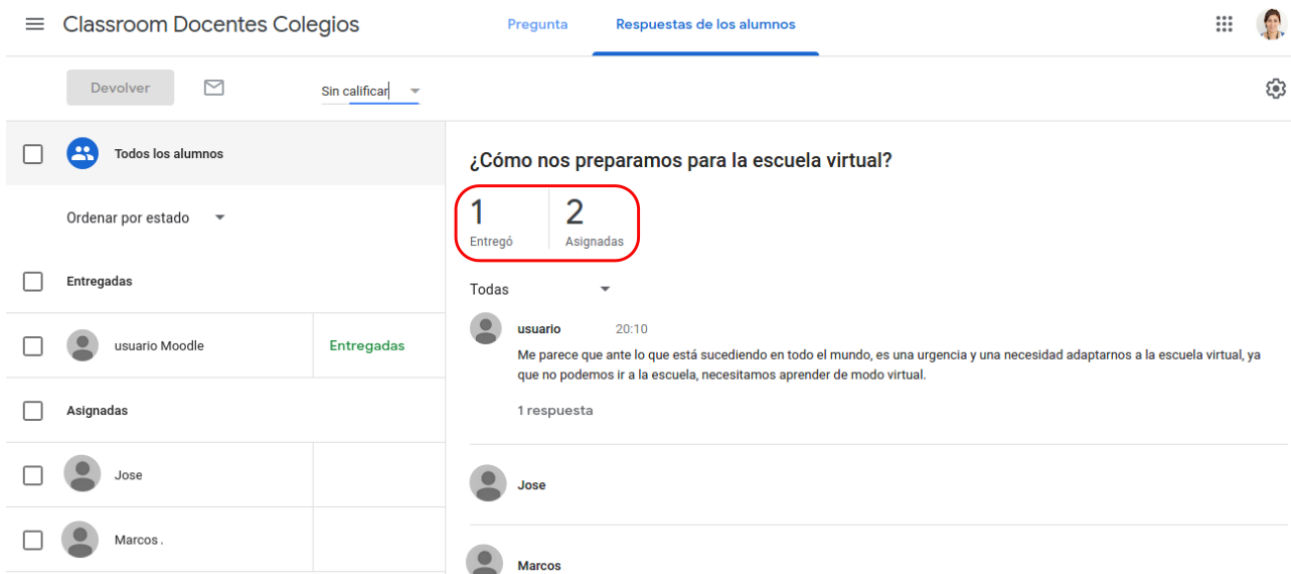 Classroom Docentes Colegios
Pregunta
Respuestas de los alumnos
Devolver
Sin calificar
Todos los alumnos
Ordenar por estado
Entregadas
usuario Moodle
Entregadas
Asignadas
Jose
Marcos .
¿Cómo nos preparamos para la escuela virtual?
1
Entregó
2
Asignadas
Todas
usuario 20:10
Me parece que ante lo que está sucediendo en todo el mundo, es una urgencia y una necesidad adaptarnos a la escuela virtual, ya
que no podemos ir a la escuela, necesitamos aprender de modo virtual.
1 respuesta
Jose
Marcos